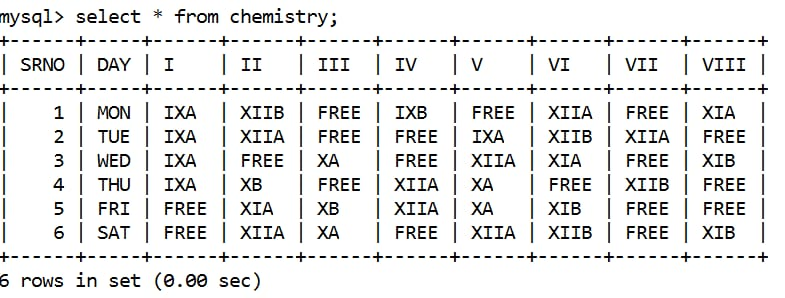 mysql> select * from chemistry;
+------+-----+------+------+------+------+------+------+------+------+
| SRNO | DAY | I    | II   | III  | IV   | V    | VI   | VII  | VIII |
+------+-----+------+------+------+------+------+------+------+------+
|    1 | MON | IXA  | XIIB | FREE | IXB  | FREE | XIIA | FREE | XIA  |
|    2 | TUE | IXA  | XIIA | FREE | FREE | IXA  | XIIB | XIIA | FREE |
|    3 | WED | IXA  | FREE | XA   | FREE | XIIA | XIA  | FREE | XIB  |
|    4 | THU | IXA  | XB   | FREE | XIIA | XA   | FREE | XIIB | FREE |
|    5 | FRI | FREE | XIA  | XB   | XIIA | XA   | XIB  | FREE | FREE |
|    6 | SAT | FREE | XIIA | XA   | FREE | XIIA | XIIB | FREE | XIB  |
+------+-----+------+------+------+------+------+------+------+------+
6 rows in set (0.00 sec)